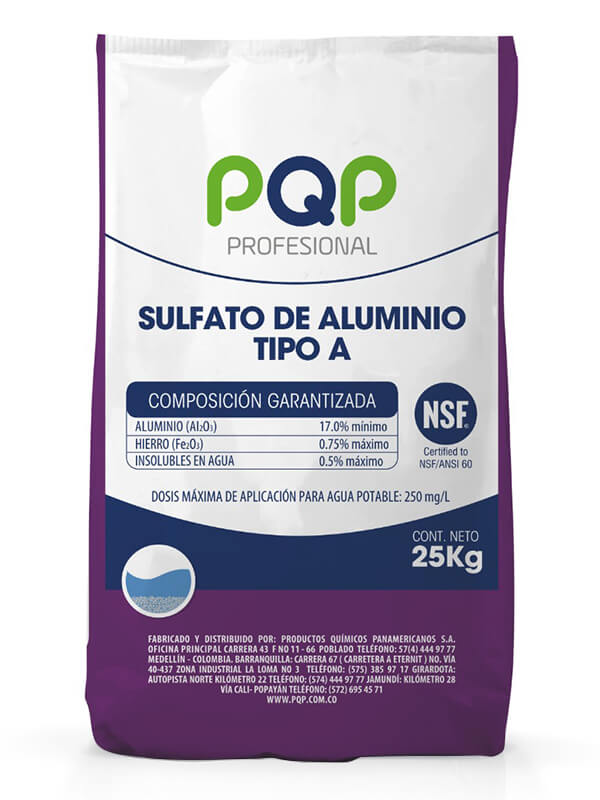 PQP
PROFESIONAL
SULFATO DE ALUMINIO
TIPO A
COMPOSICIÓN GARANTIZADA
ALUMINIO (Al₂O₃) 17.0% mínimo
HIERRO (Fe₂O₃) 0.75% máximo
INSOLUBLES EN AGUA 0.5% máximo
NSF®
Certified to
NSF/ANSI 60
DOSIS MÁXIMA DE APLICACIÓN PARA AGUA POTABLE: 250 mg/L
CONT. NETO
25Kg
FABRICADO Y DISTRIBUIDO POR: PRODUCTOS QUÍMICOS PANAMERICANOS S.A.
OFICINA PRINCIPAL CARRERA 43 F NO 11 - 66 POBLADO TELÉFONO: 57(4) 444 97 77
MEDELLÍN - COLOMBIA. BARRANQUILLA: CARRERA 67 ( CARRETERA A ETERNIT ) NO. VÍA
40-437 ZONA INDUSTRIAL LA LOMA NO 3 TELÉFONO: (575) 385 97 17 GIRARDOTA:
AUTOPISTA NORTE KILÓMETRO 22 TELÉFONO: (574) 444 97 77 JAMUNDÍ: KILÓMETRO 28
VÍA CALI- POPAYÁN TELÉFONO: (572) 695 45 71
WWW.PQP.COM.CO